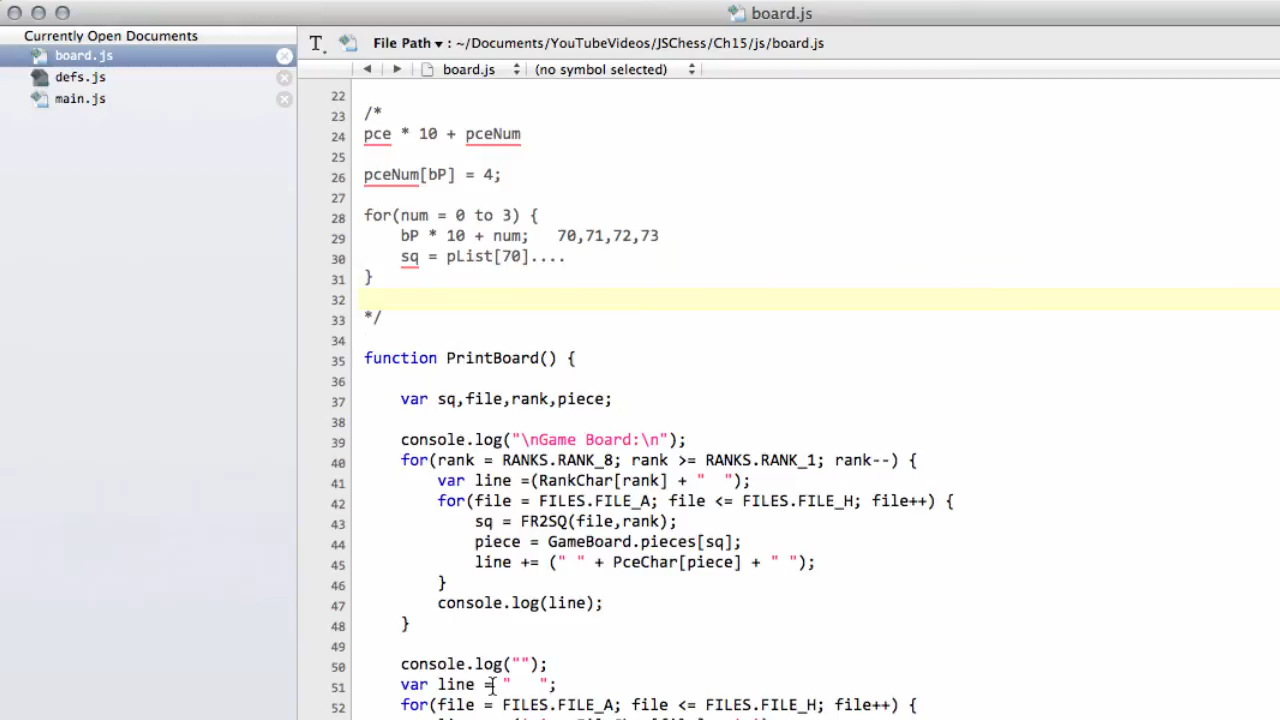 board.js
Currently Open Documents
board.js
defs.js
main.js
T. File Path ▾ : ~/Documents/YouTubeVideos/JSChess/Ch15/js/board.js
board.js (no symbol selected)
22
23 /*
24 pce * 10 + pceNum
25
26 pceNum[bP] = 4;
27
28 for(num = 0 to 3) {
29 bP * 10 + num; 70,71,72,73
30 sq = pList[70]....
31 }
32
33 */
34
35 function PrintBoard() {
36
37 var sq,file,rank,piece;
38
39 console.log("\nGame Board:\n");
40 for(rank = RANKS.RANK_8; rank >= RANKS.RANK_1; rank--) {
41 var line =(RankChar[rank] + "  ");
42 for(file = FILES.FILE_A; file <= FILES.FILE_H; file++) {
43 sq = FR2SQ(file,rank);
44 piece = GameBoard.pieces[sq];
45 line += (" " + PceChar[piece] + " ");
46 }
47 console.log(line);
48 }
49
50 console.log("");
51 var line = "   ";
52 for(file = FILES.FILE_A; file <= FILES.FILE_H; file++) {